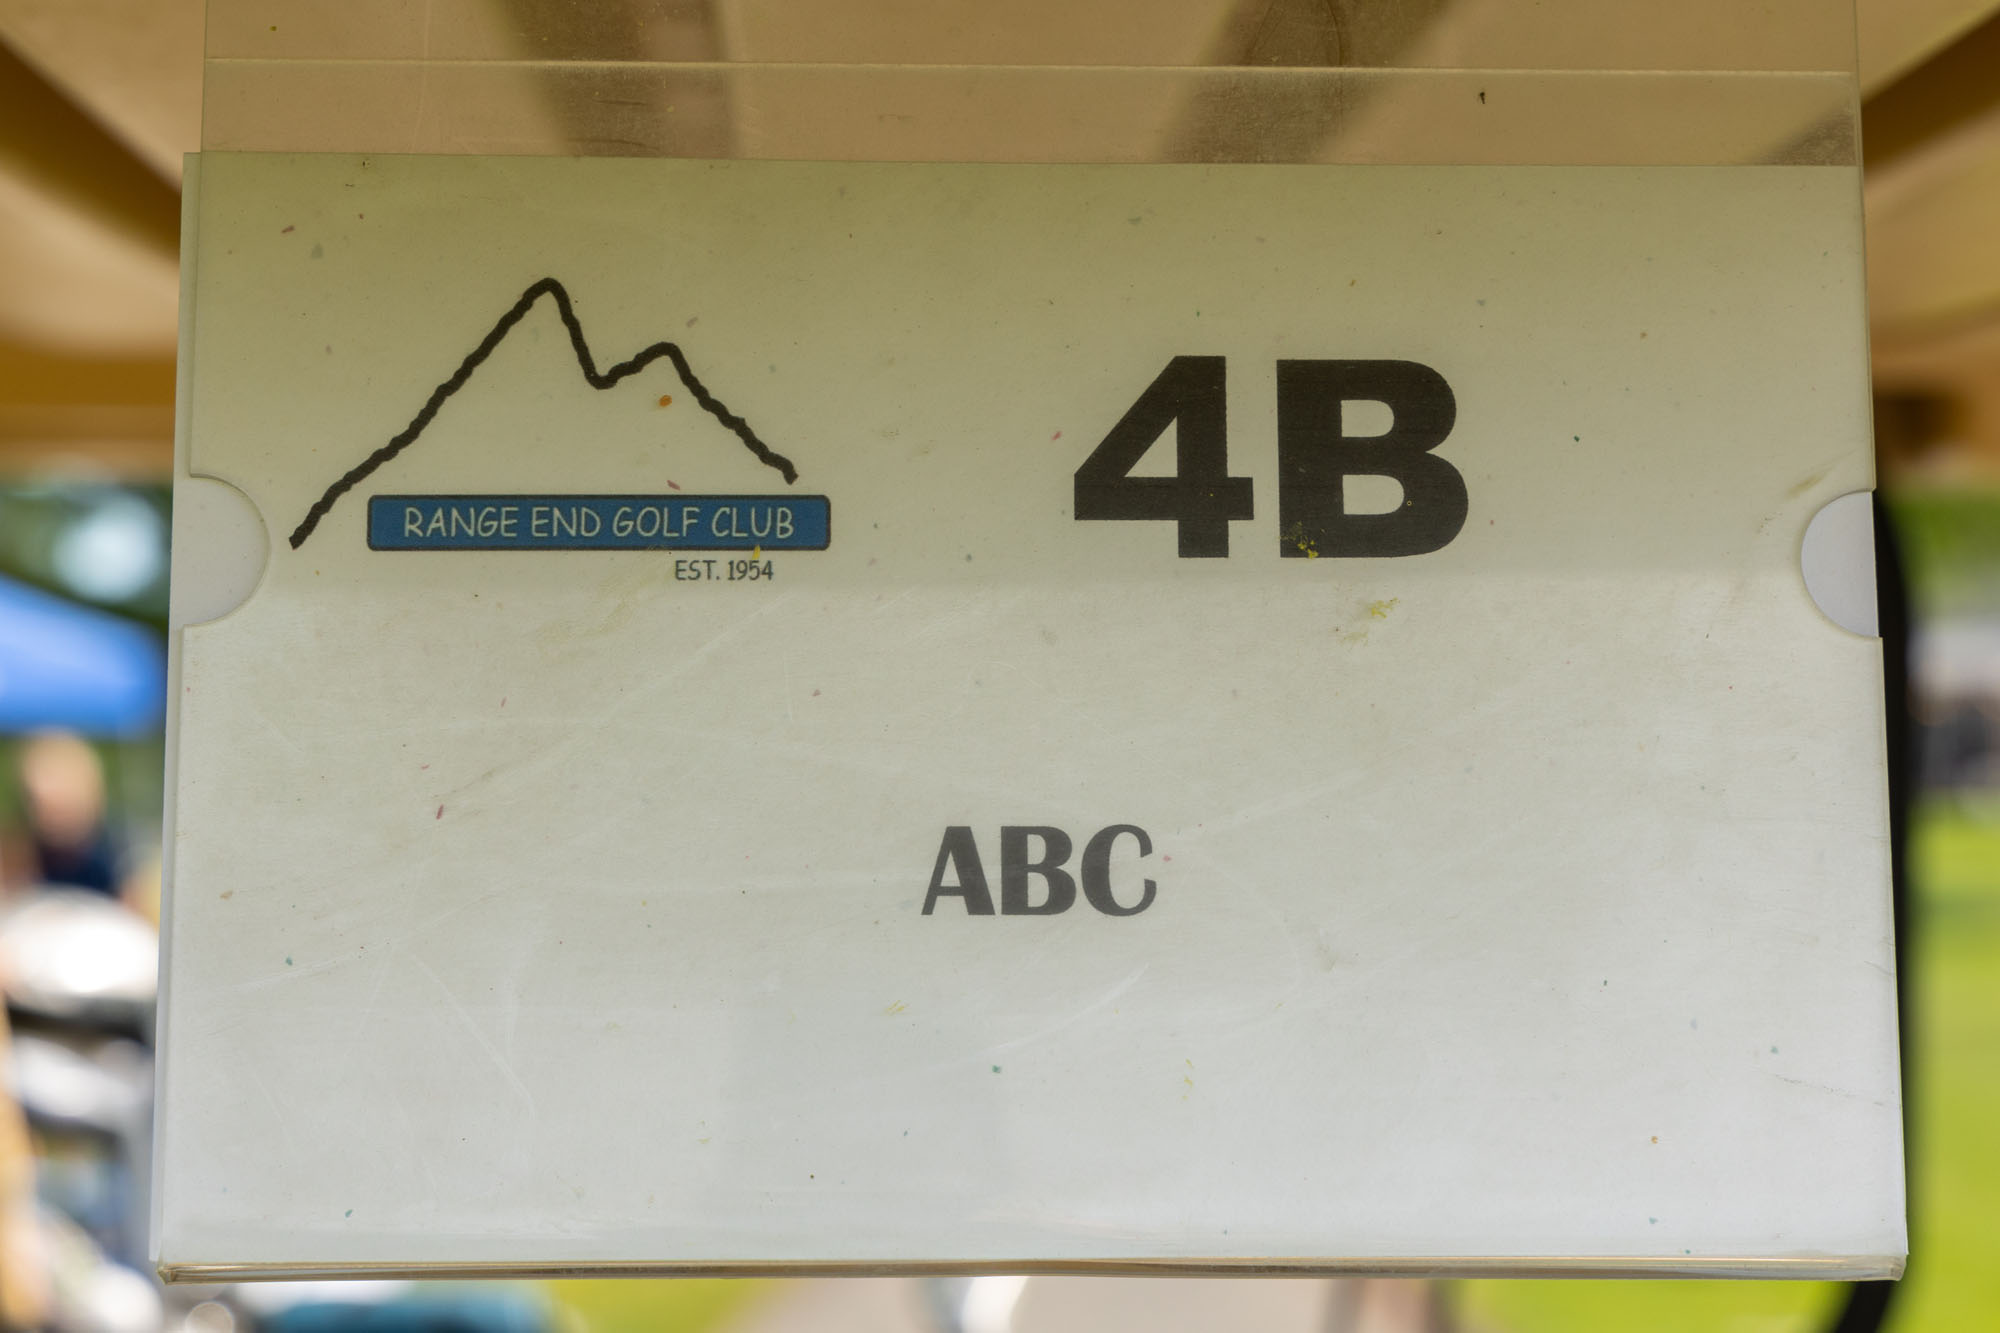 RANGE END GOLF CLUB
EST. 1954
4B
ABC